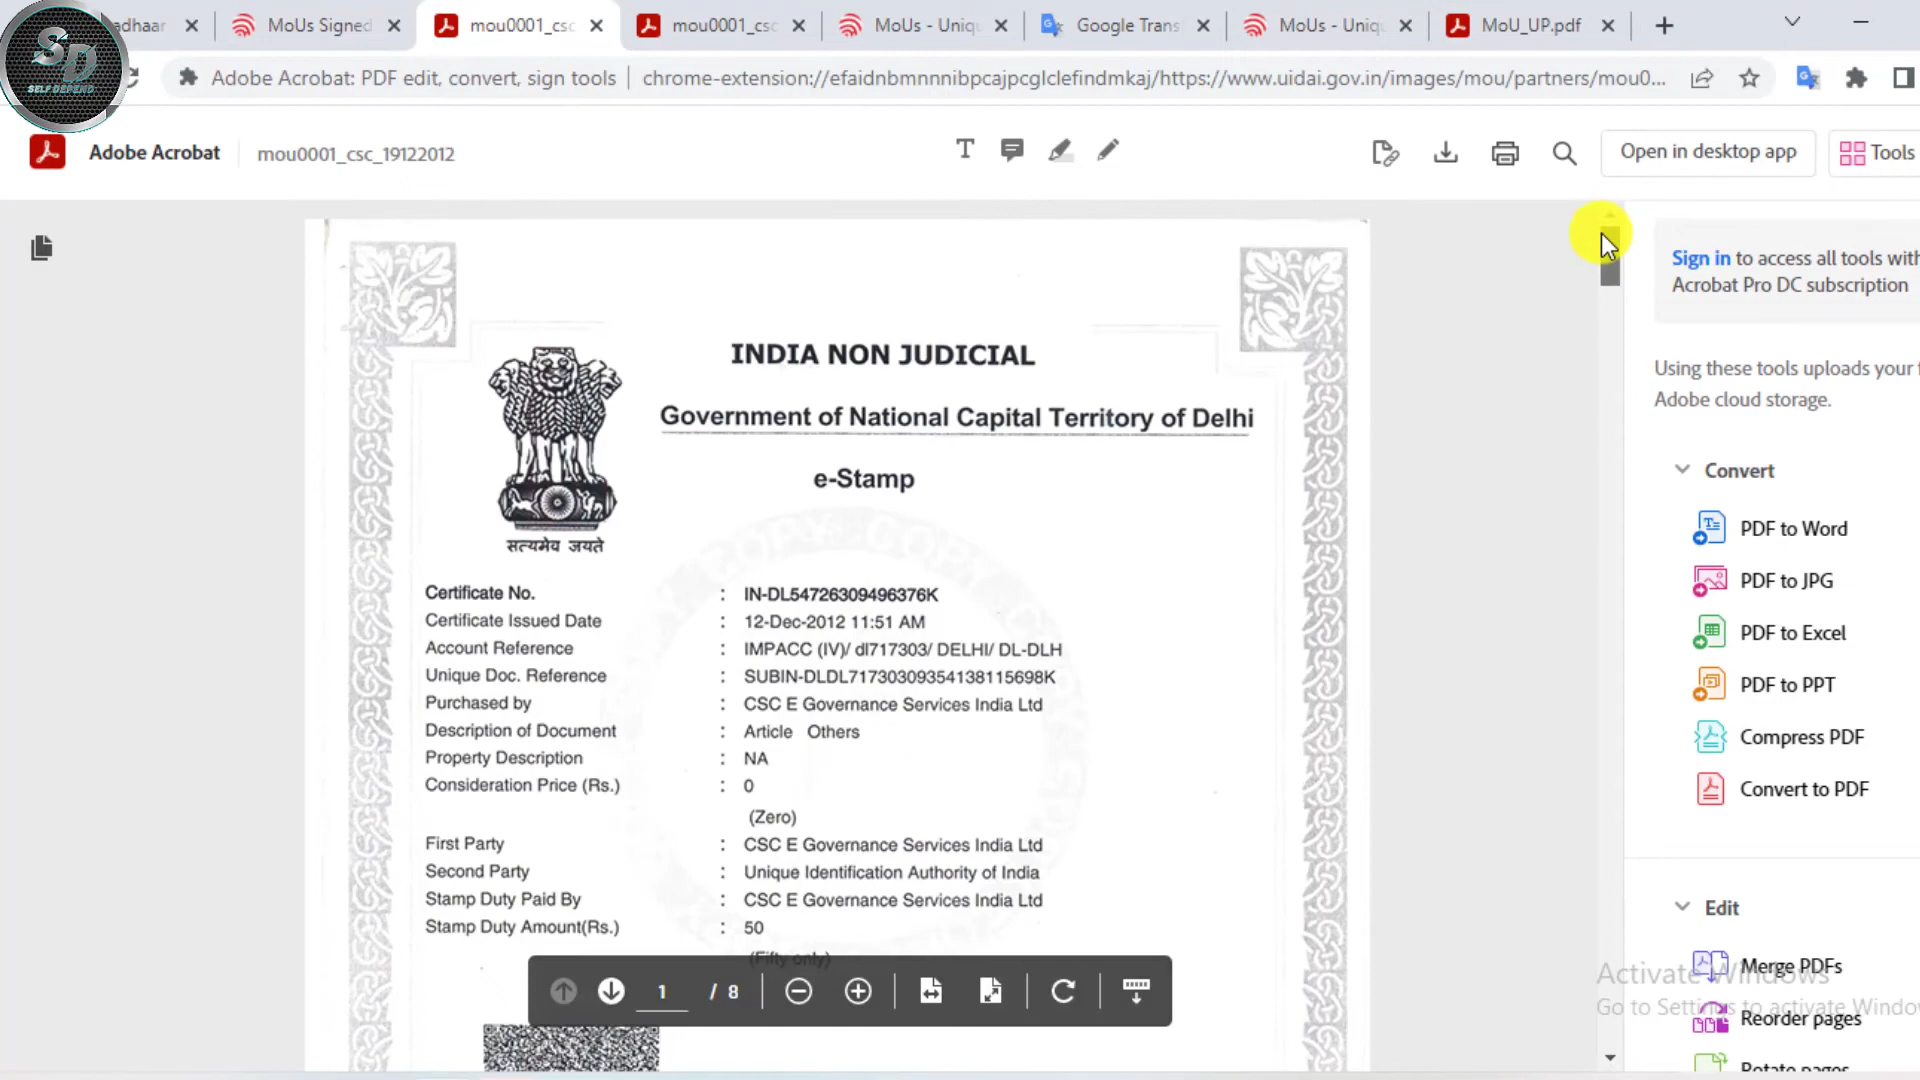 adhaar
MoUs Signed
mou0001_csc
mou0001_csc
MoUs - Uniq
Google Trans
MoUs - Uniq
MoU_UP.pdf
SD
SELF DEPEND
Adobe Acrobat: PDF edit, convert, sign tools
chrome-extension://efaidnbmnnnibpcajpcglclefindmkaj/https://www.uidai.gov.in/images/mou/partners/mou0...
Adobe Acrobat
mou0001_csc_19122012
Open in desktop app
Tools
Sign in to access all tools with
Acrobat Pro DC subscription
Using these tools uploads your f
Adobe cloud storage.
Convert
PDF to Word
PDF to JPG
PDF to Excel
PDF to PPT
Compress PDF
Convert to PDF
Edit
Merge PDFs
Reorder pages
Rotate pages
Activate Windows
Go to Settings to activate Window
INDIA NON JUDICIAL
Government of National Capital Territory of Delhi
e-Stamp
सत्यमेव जयते
Certificate No. : IN-DL54726309496376K
Certificate Issued Date : 12-Dec-2012 11:51 AM
Account Reference : IMPACC (IV)/ dl717303/ DELHI/ DL-DLH
Unique Doc. Reference : SUBIN-DLDL71730309354138115698K
Purchased by : CSC E Governance Services India Ltd
Description of Document : Article Others
Property Description : NA
Consideration Price (Rs.) : 0
(Zero)
First Party : CSC E Governance Services India Ltd
Second Party : Unique Identification Authority of India
Stamp Duty Paid By : CSC E Governance Services India Ltd
Stamp Duty Amount(Rs.) : 50
(Fifty only)
1 / 8